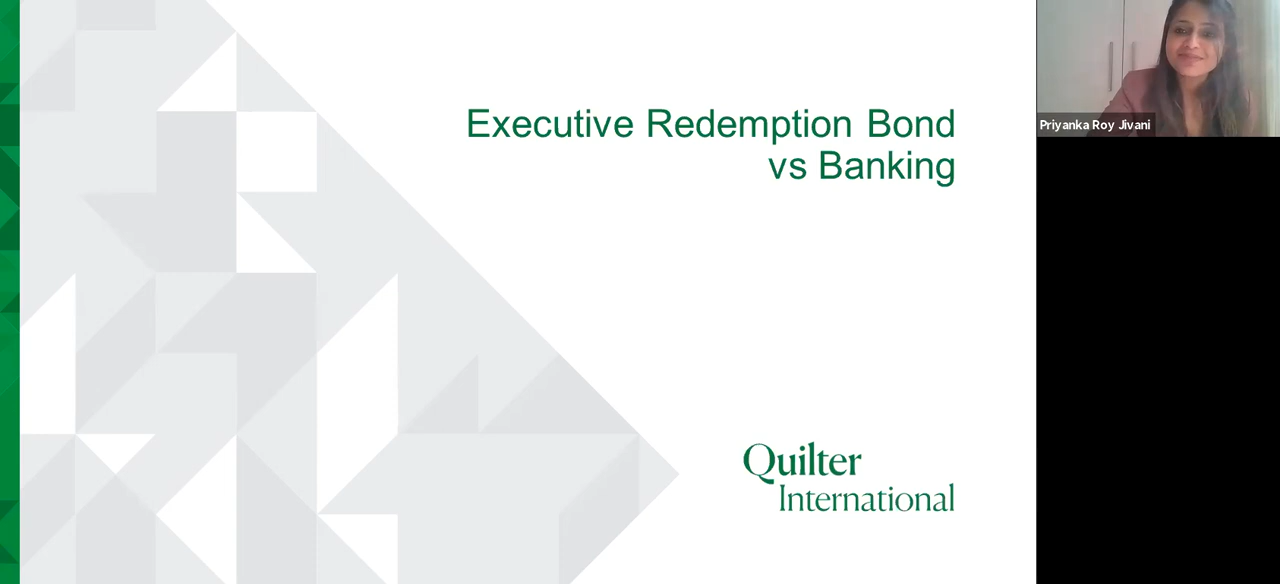 Executive Redemption Bond
vs Banking
Priyanka Roy Jivani
Quilter
International